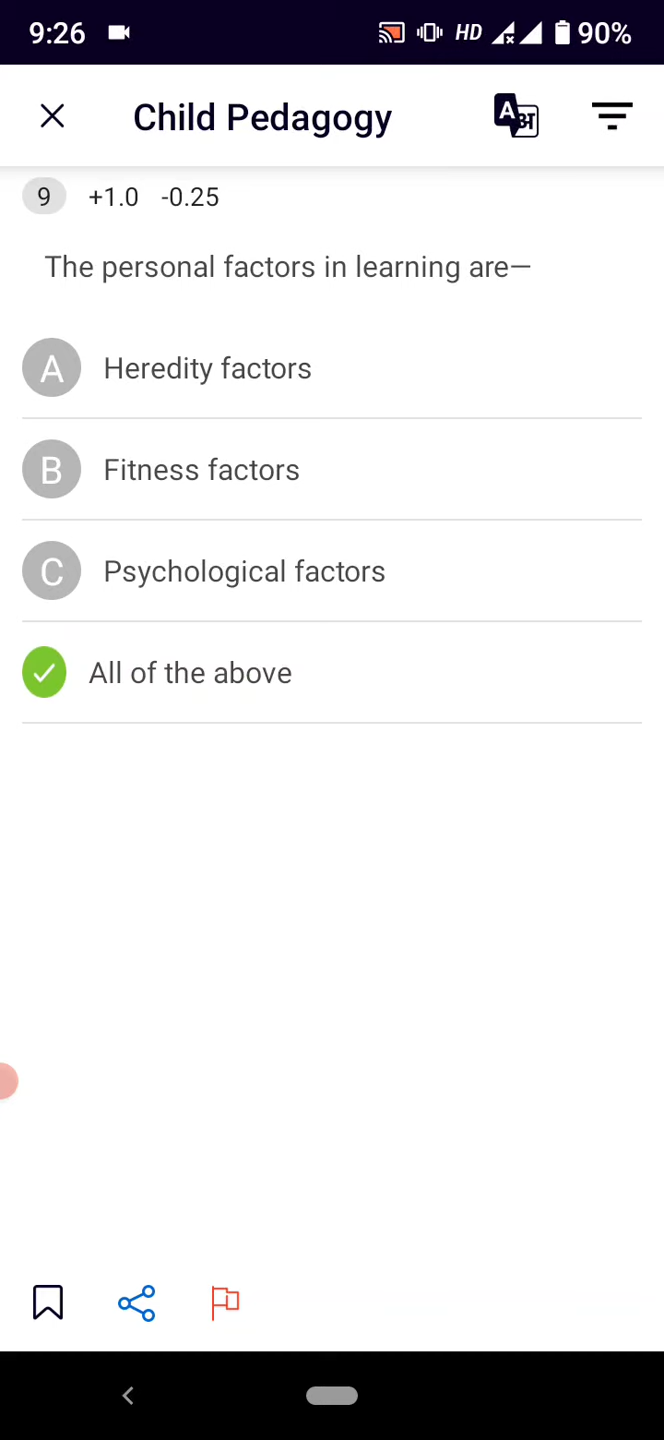 9:26 HD 90%
Child Pedagogy A अ
9 +1.0 -0.25
The personal factors in learning are—
A Heredity factors
B Fitness factors
C Psychological factors
All of the above